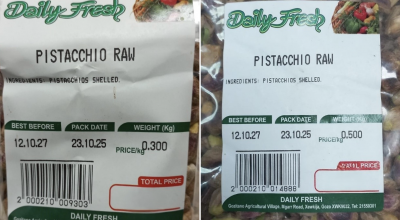 Daily Fresh
PISTACCHIO RAW
INGREDIENTS: PISTACCHIOS SHELLED.
BEST BEFORE PACK DATE WEIGHT (Kg)
12.10.27 23.10.25 PRICE/kg 0.300
2 000210 009303
TOTAL PRICE
DAILY FRESH
Daily Fresh
PISTACCHIO RAW
INGREDIENTS: PISTACCHIOS SHELLED.
BEST BEFORE PACK DATE WEIGHT (Kg)
12.10.27 23.10.25 PRICE/kg 0.500
2 000210 014888
TOTAL PRICE
DAILY FRESH